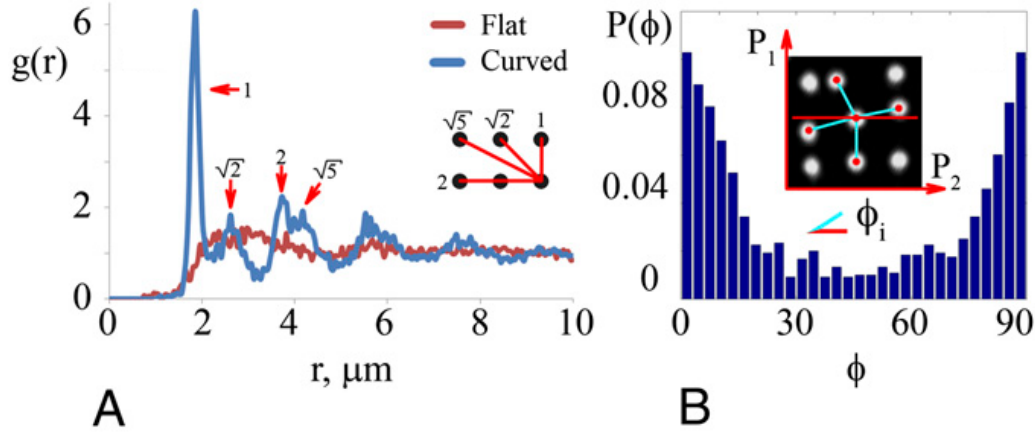 6
4
2
0
g(r)
Flat
Curved
1
√2
2
√5
√5 √2 1
2
0 2 4 6 8 10
r, μm
A
P(ϕ)
0.08
0.04
0
P1
P2
ϕi
0 30 60 90
ϕ
B